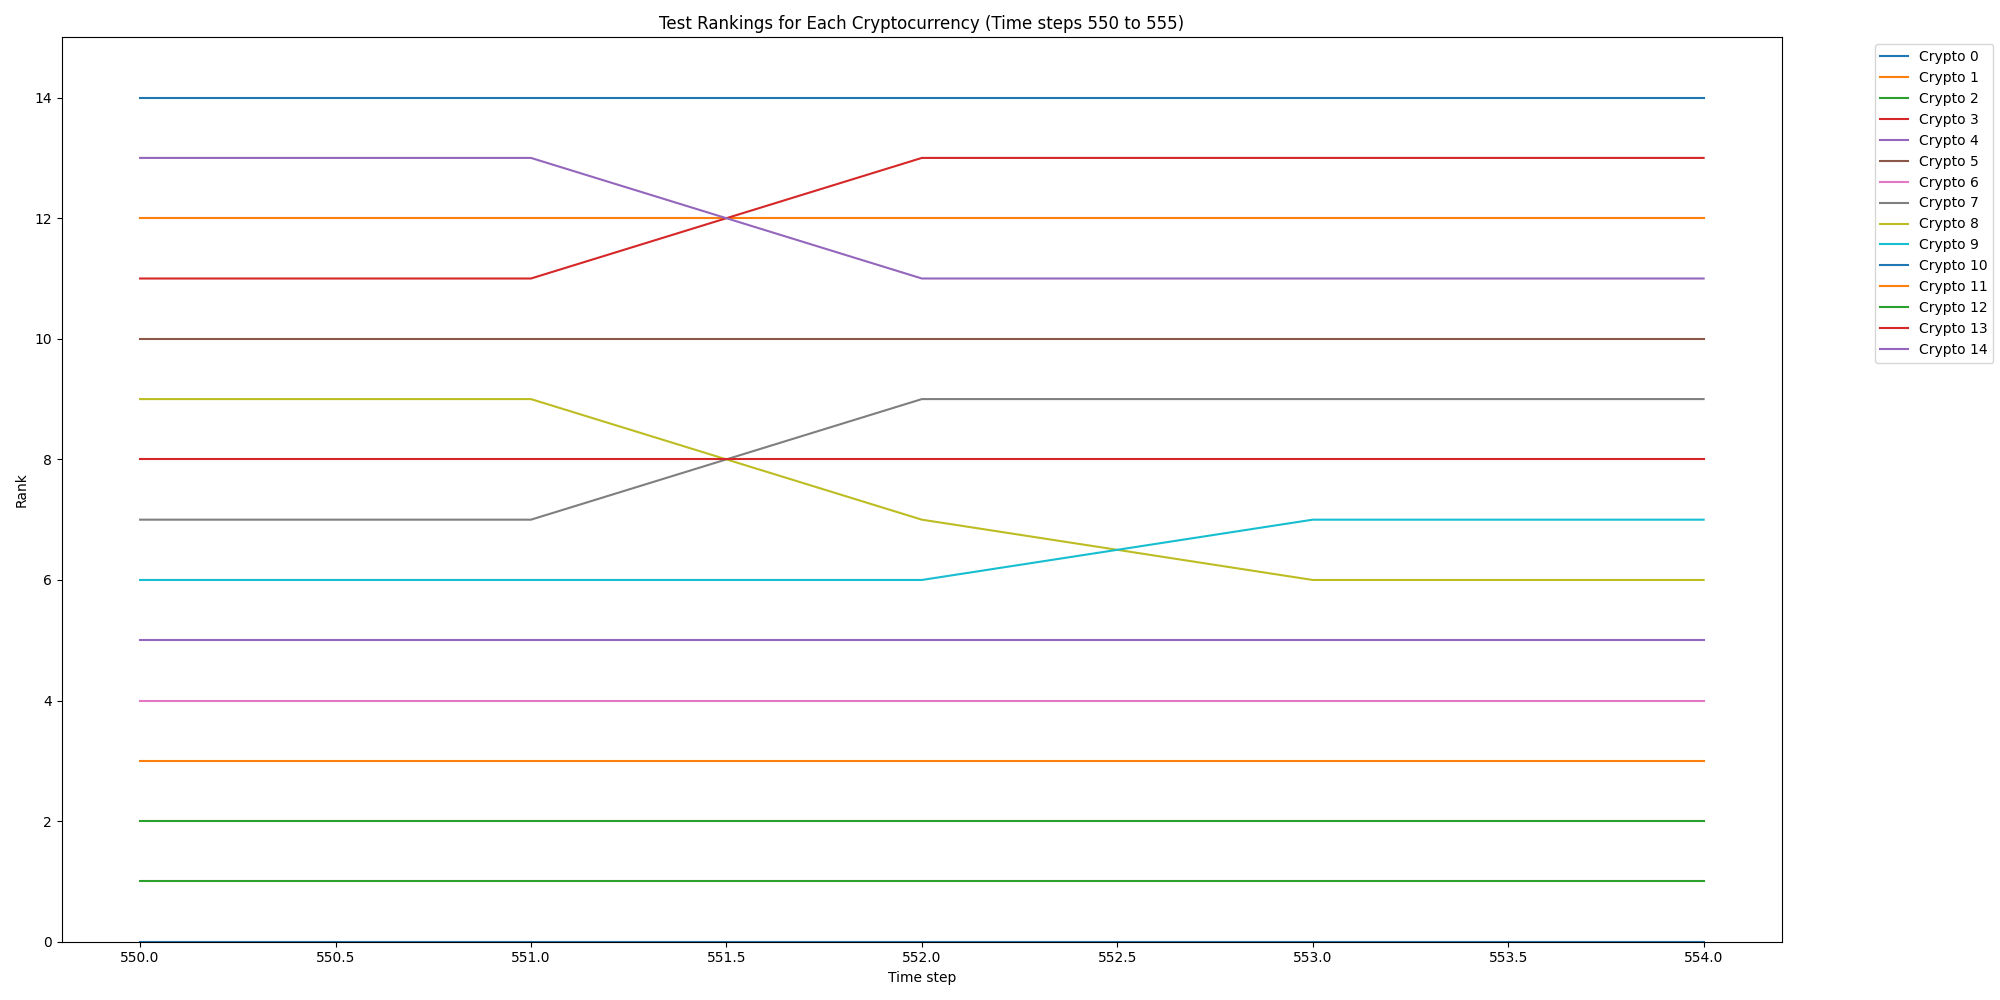 Test Rankings for Each Cryptocurrency (Time steps 550 to 555)
Rank
14
12
10
8
6
4
2
0
550.0 550.5 551.0 551.5 552.0 552.5 553.0 553.5 554.0
Time step
Crypto 0
Crypto 1
Crypto 2
Crypto 3
Crypto 4
Crypto 5
Crypto 6
Crypto 7
Crypto 8
Crypto 9
Crypto 10
Crypto 11
Crypto 12
Crypto 13
Crypto 14